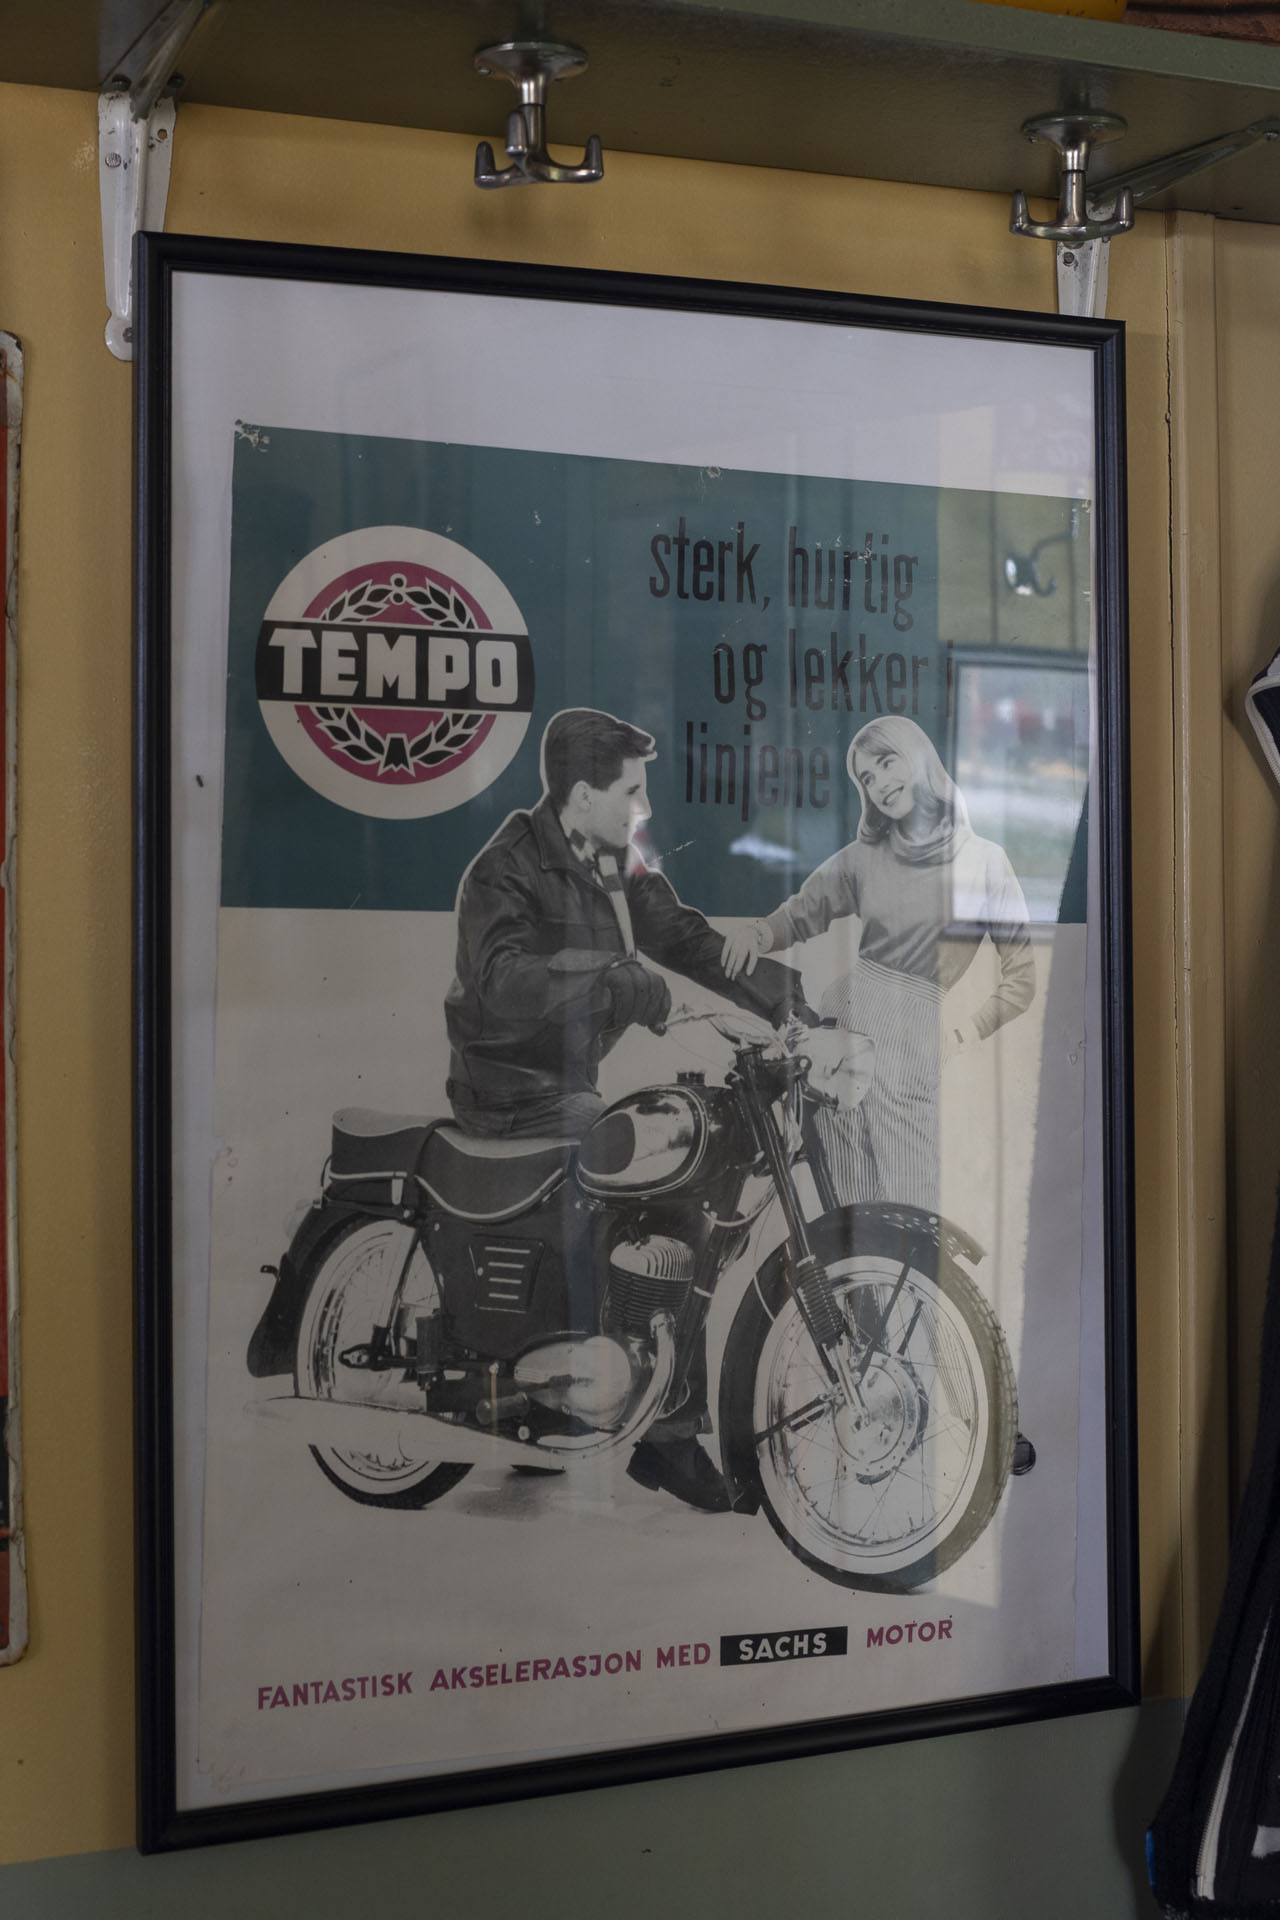 TEMPO
sterk, hurtig
og lekker i
linjene
FANTASTISK AKSELERASJON MED SACHS MOTOR